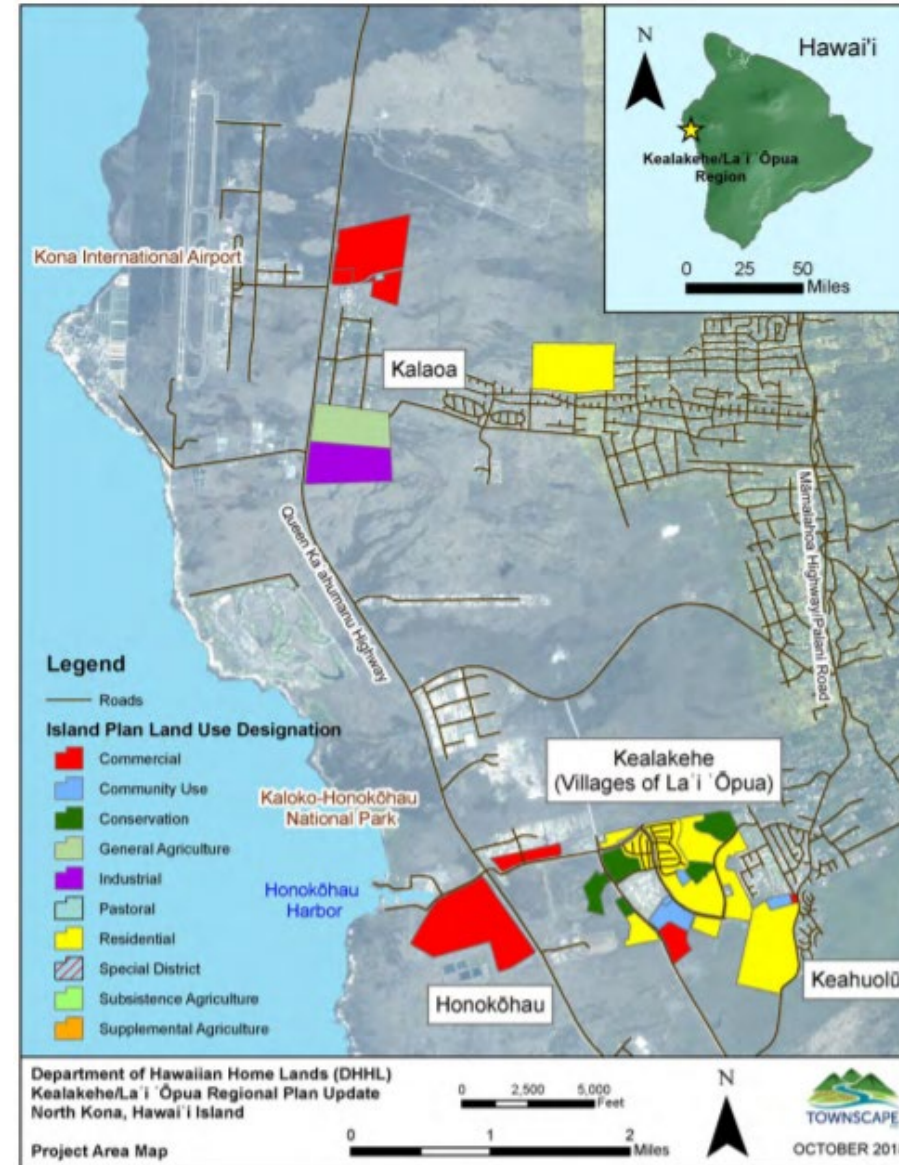 N
Hawai'i
Kealakehe/La'i 'Ōpua
Region
0 25 50
Miles
Kona International Airport
Kalaoa
Queen Ka'ahumanu Highway
Māmalahoa Highway/Palani Road
Legend
Roads
Island Plan Land Use Designation
Commercial
Community Use
Conservation
General Agriculture
Industrial
Pastoral
Residential
Special District
Subsistence Agriculture
Supplemental Agriculture
Kealakehe
(Villages of La'i 'Ōpua)
Kaloko-Honokōhau
National Park
Honokōhau
Harbor
Honokōhau
Keahuolū
Department of Hawaiian Home Lands (DHHL)
Kealakehe/La'i 'Ōpua Regional Plan Update
North Kona, Hawai'i Island
Project Area Map
0 2,500 5,000
Feet
0 1 2
Miles
N
TOWNSCAPE
OCTOBER